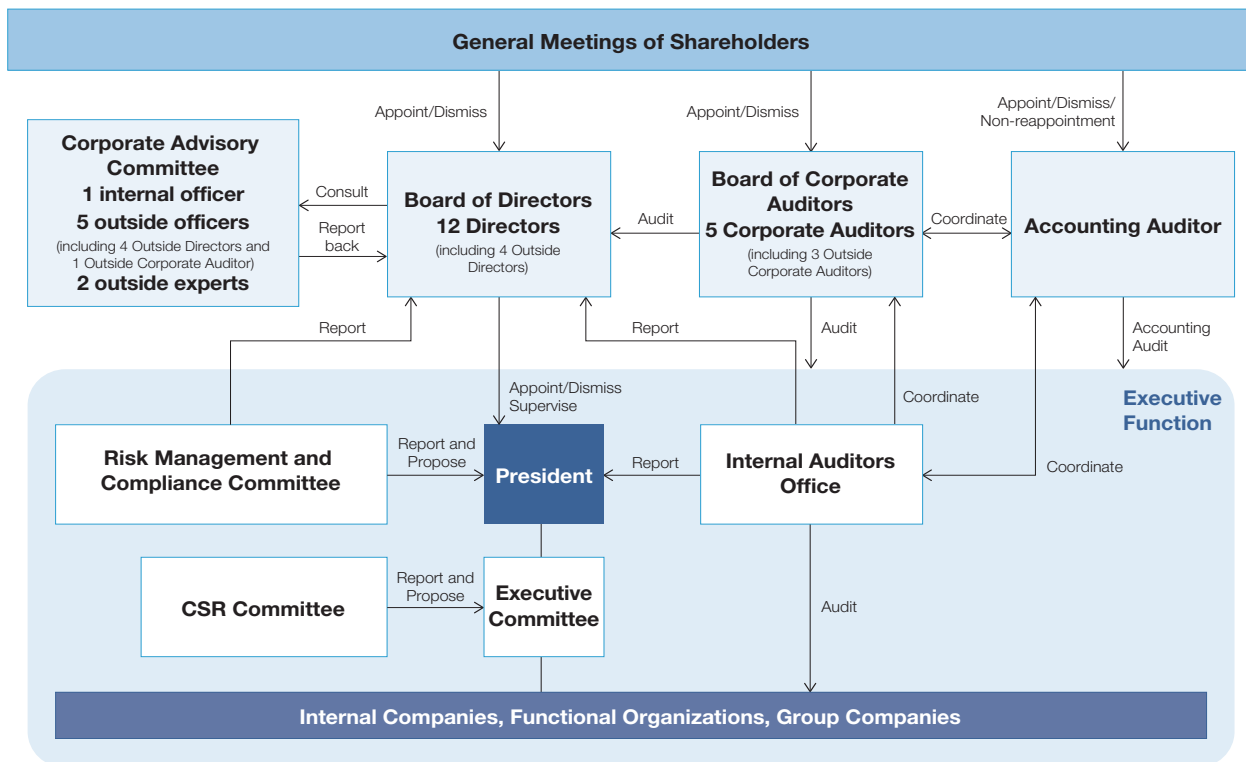 General Meetings of Shareholders
Appoint/Dismiss
Appoint/Dismiss
Appoint/Dismiss/
Non-reappointment
Corporate Advisory
Committee
1 internal officer
5 outside officers
(including 4 Outside Directors and
1 Outside Corporate Auditor)
2 outside experts
Consult
Report
back
Board of Directors
12 Directors
(including 4 Outside
Directors)
Audit
Board of Corporate
Auditors
5 Corporate Auditors
(including 3 Outside
Corporate Auditors)
Coordinate
Accounting Auditor
Report
Report
Audit
Accounting
Audit
Appoint/Dismiss
Supervise
Coordinate
Executive
Function
Risk Management and
Compliance Committee
Report and
Propose
President
Report
Internal Auditors
Office
Coordinate
CSR Committee
Report and
Propose
Executive
Committee
Audit
Internal Companies, Functional Organizations, Group Companies